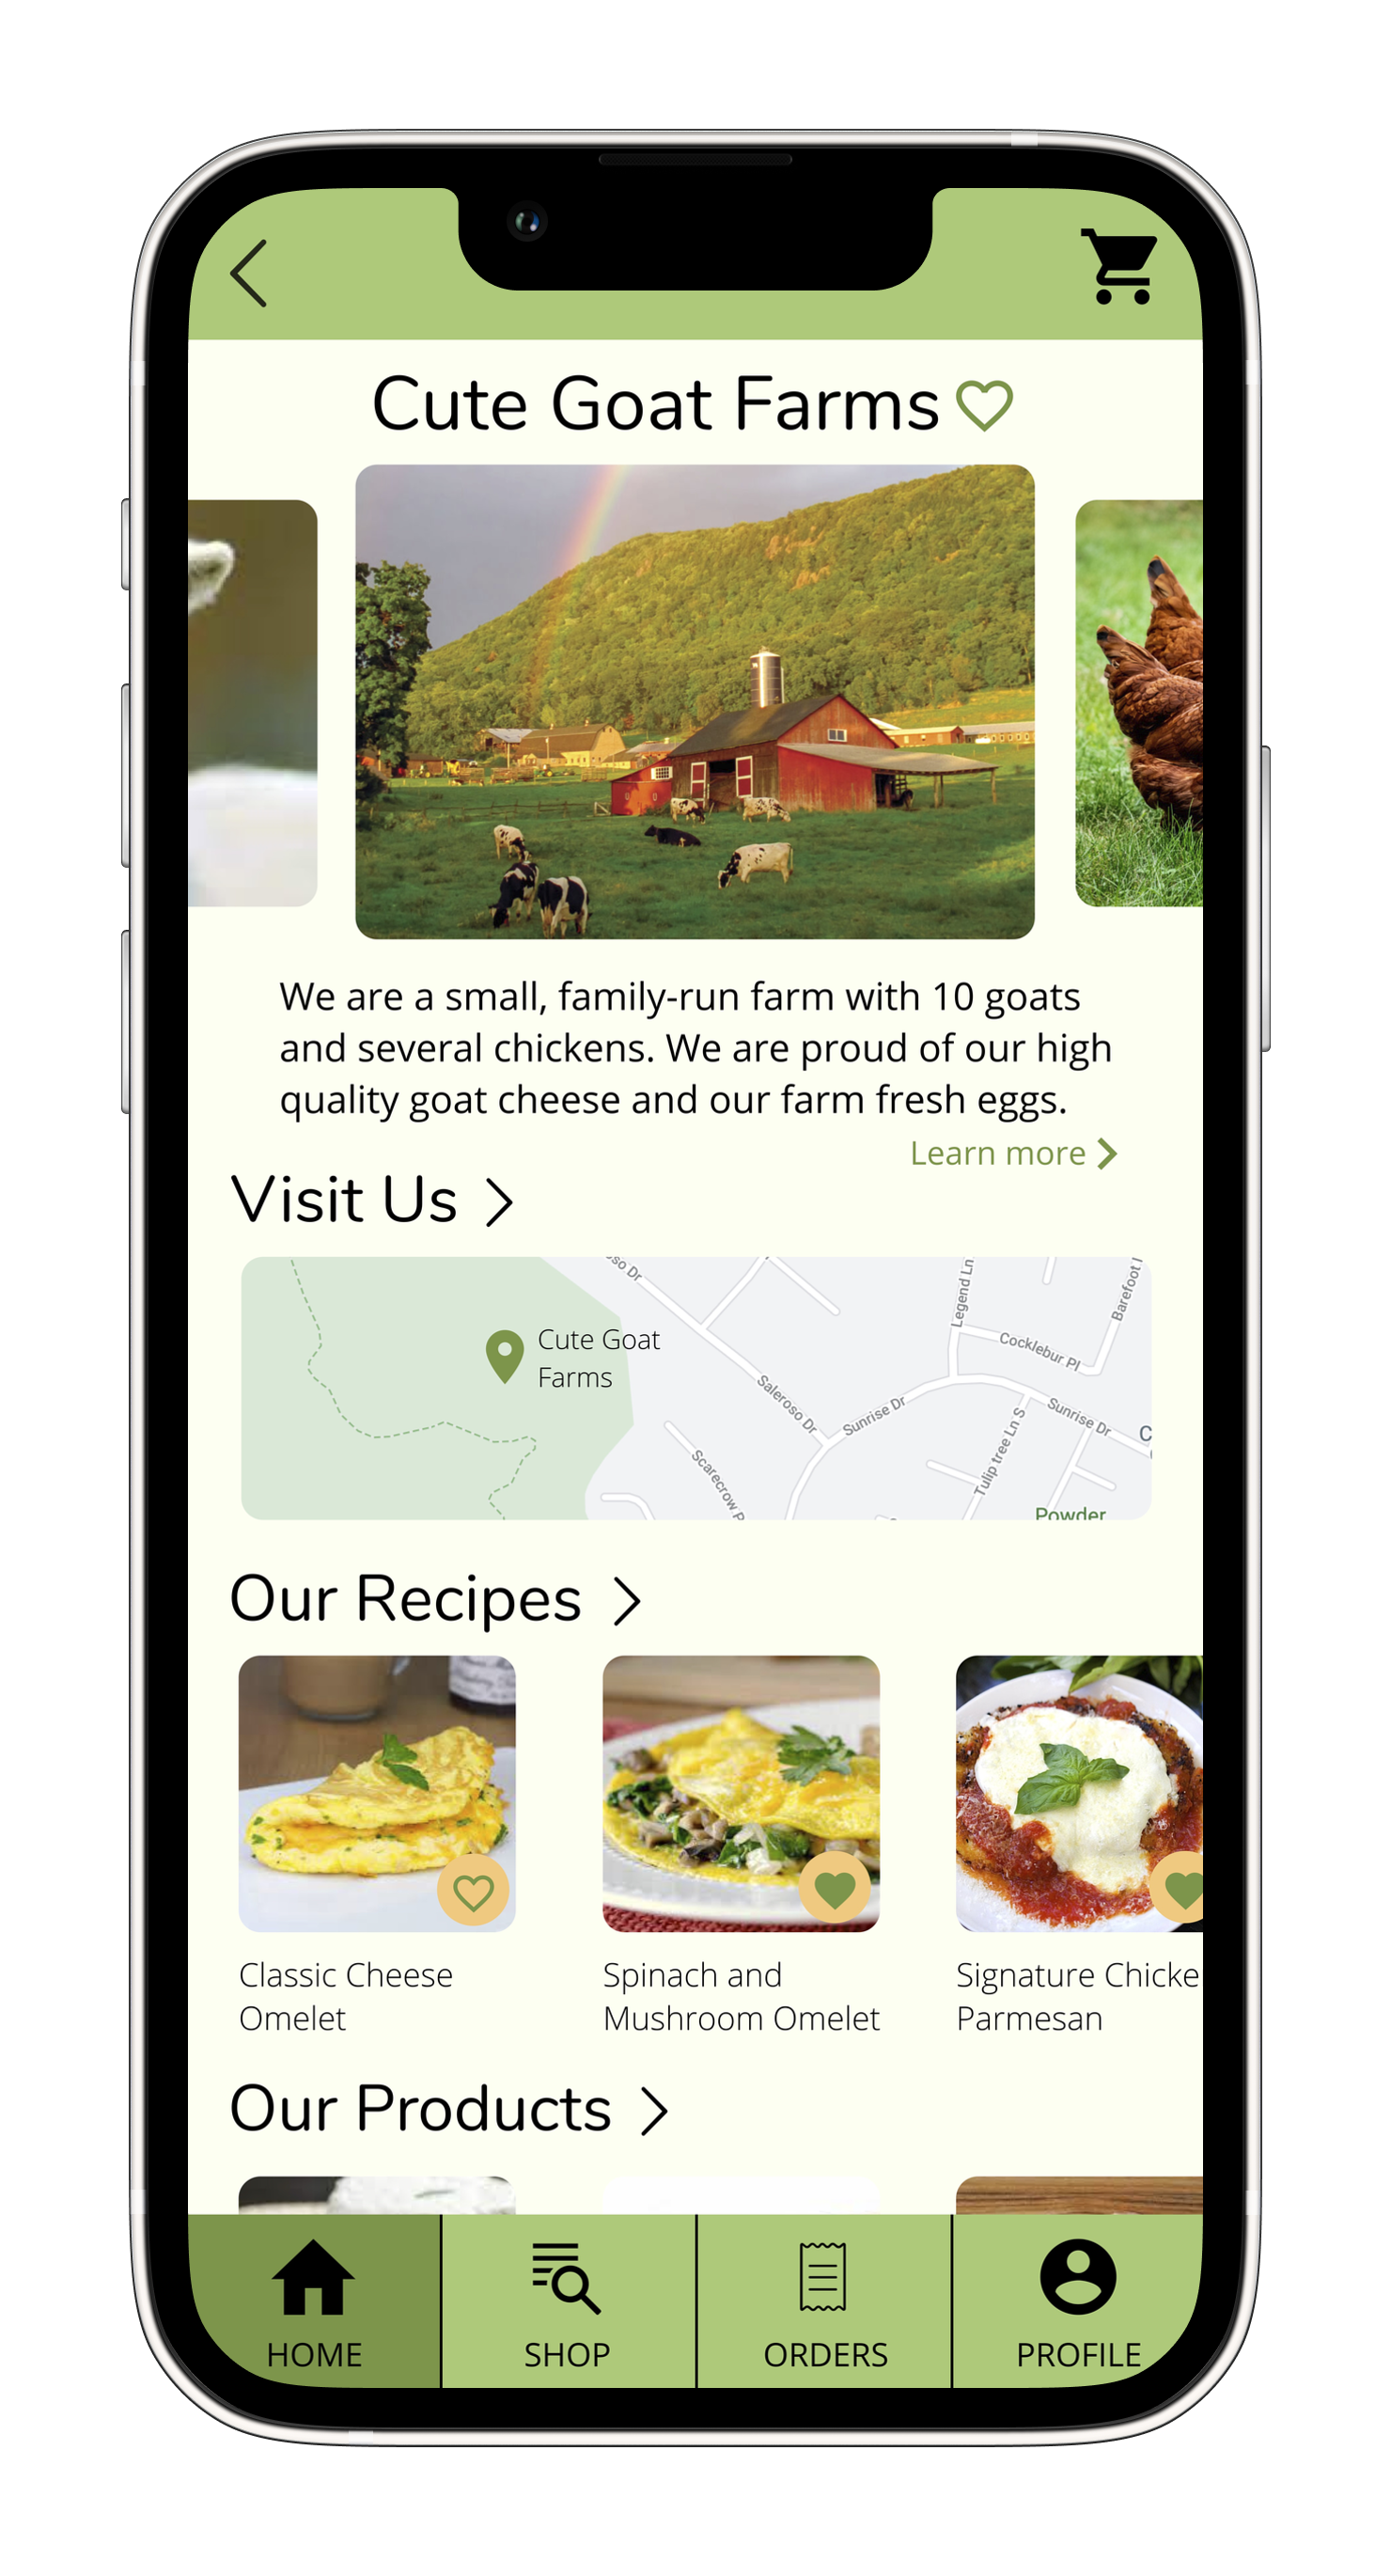 Cute Goat Farms
We are a small, family-run farm with 10 goats
and several chickens. We are proud of our high
quality goat cheese and our farm fresh eggs.
Learn more
Visit Us
oso Dr
Legend Ln
Barefoot
Cute Goat
Farms
Cocklebur Pl
Saleroso Dr
Sunrise Dr
Sunrise Dr
Tulip tree Ln S
Scarecrow P
C
Powder
Our Recipes
Classic Cheese
Omelet
Spinach and
Mushroom Omelet
Signature Chicke
Parmesan
Our Products
HOME
SHOP
ORDERS
PROFILE